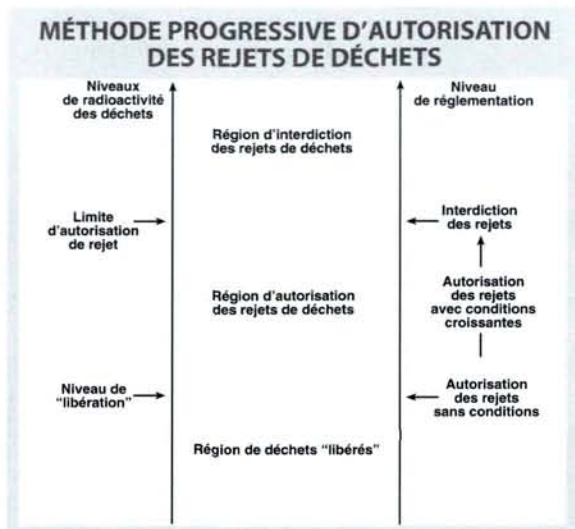 MÉTHODE PROGRESSIVE D'AUTORISATION
DES REJETS DE DÉCHETS
Niveaux
de radioactivité
des déchets
Niveau
de réglementation
Région d'interdiction
des rejets de déchets
Limite
d'autorisation
de rejet
Interdiction
des rejets
Région d'autorisation
des rejets de déchets
Autorisation
des rejets
avec conditions
croissantes
Niveau de
"libération"
Autorisation
des rejets
sans conditions
Région de déchets "libérés"